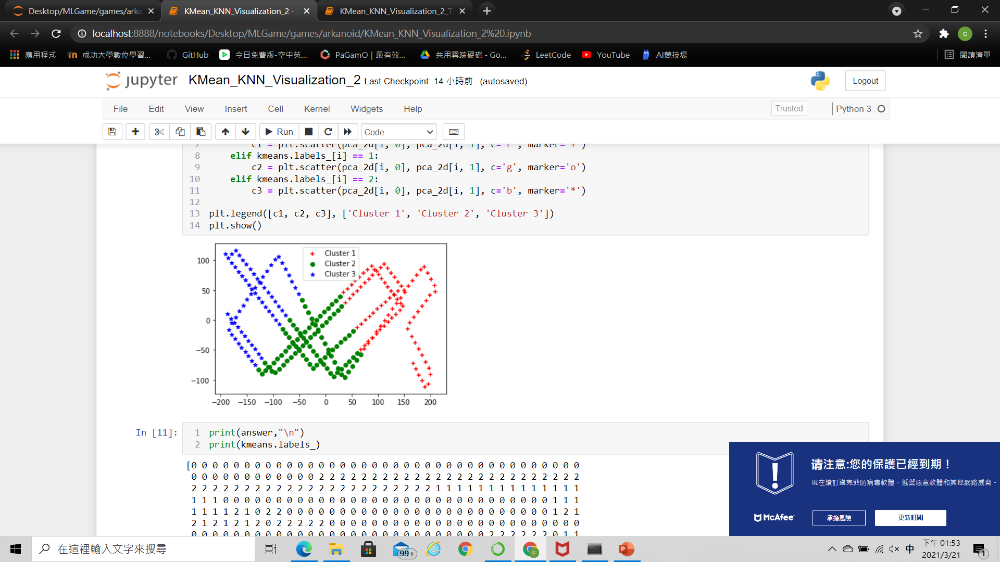 Desktop/MLGame/games/arka
KMean_KNN_Visualization_2 - J
KMean_KNN_Visualization_2_T
localhost:8888/notebooks/Desktop/MLGame/games/arkanoid/KMean_KNN_Visualization_2%20.ipynb
應用程式 成功大學數位學習... GitHub 今日免費版-空中英... PaGamO | 最有效... 共用雲端硬碟 - Go... LeetCode YouTube AI競技場 閱讀清單
jupyter KMean_KNN_Visualization_2 Last Checkpoint: 14 小時前 (autosaved) Logout
File Edit View Insert Cell Kernel Widgets Help Trusted Python 3
Run Code
7 c1 = plt.scatter(pca_2d[i, 0], pca_2d[i, 1], c='r', marker='+')
8 elif kmeans.labels_[i] == 1:
9 c2 = plt.scatter(pca_2d[i, 0], pca_2d[i, 1], c='g', marker='o')
10 elif kmeans.labels_[i] == 2:
11 c3 = plt.scatter(pca_2d[i, 0], pca_2d[i, 1], c='b', marker='*')
12
13 plt.legend([c1, c2, c3], ['Cluster 1', 'Cluster 2', 'Cluster 3'])
14 plt.show()
Cluster 1
Cluster 2
Cluster 3
100
50
0
−50
−100
−200 −150 −100 −50 0 50 100 150 200
In [11]: 1 print(answer,"\n")
2 print(kmeans.labels_)
[0 0 0 0 0 0 0 0 0 0 0 0 0 0 0 0 0 0 0 0 0 0 0 0 0 0 0 0 0 0 0 0 0 0 0 0 0
0 0 0 0 0 0 0 0 0 0 0 0 2 2 2 2 2 2 2 2 2 2 2 2 2 2 2 2 2 2 2 2 2 2 2 2 2
2 2 2 2 2 2 2 2 2 2 2 2 2 2 2 2 2 2 2 2 2 2 2 1 1 1 1 1 1 1 1 1 1 1 1 1 1
1 1 1 0 0 0 0 0 0 0 0 0 0 0 0 0 0 0 0 0 0 0 0 0 0 0 0 0 0 0 0 0 0 0 1 1 1
1 1 1 1 2 1 0 2 2 0 0 0 0 0 0 0 0 0 0 0 0 0 0 0 0 0 0 0 0 0 0 0 0 0 1 2 1
2 1 2 1 2 1 2 0 2 2 2 2 2 0 0 0 0 0 0 0 0 0 0 0 0 0 0 0 0 0 0 0 0 0 0 0 0
0 0 0 0 0 0 0 0 0 0 0 0 0 0 0 0 0 0 0 0 0 0 0 0 0 0 0 0 2 2 2 2 2 2 0 1 1
请注意:您的保護已經到期！
現在續訂邁克菲防病毒軟體，抵禦惡意軟體和其他網路威脅。
McAfee 承擔風險 更新訂閱
在這裡輸入文字來搜尋
99+
中
下午 01:53
2021/3/21
1